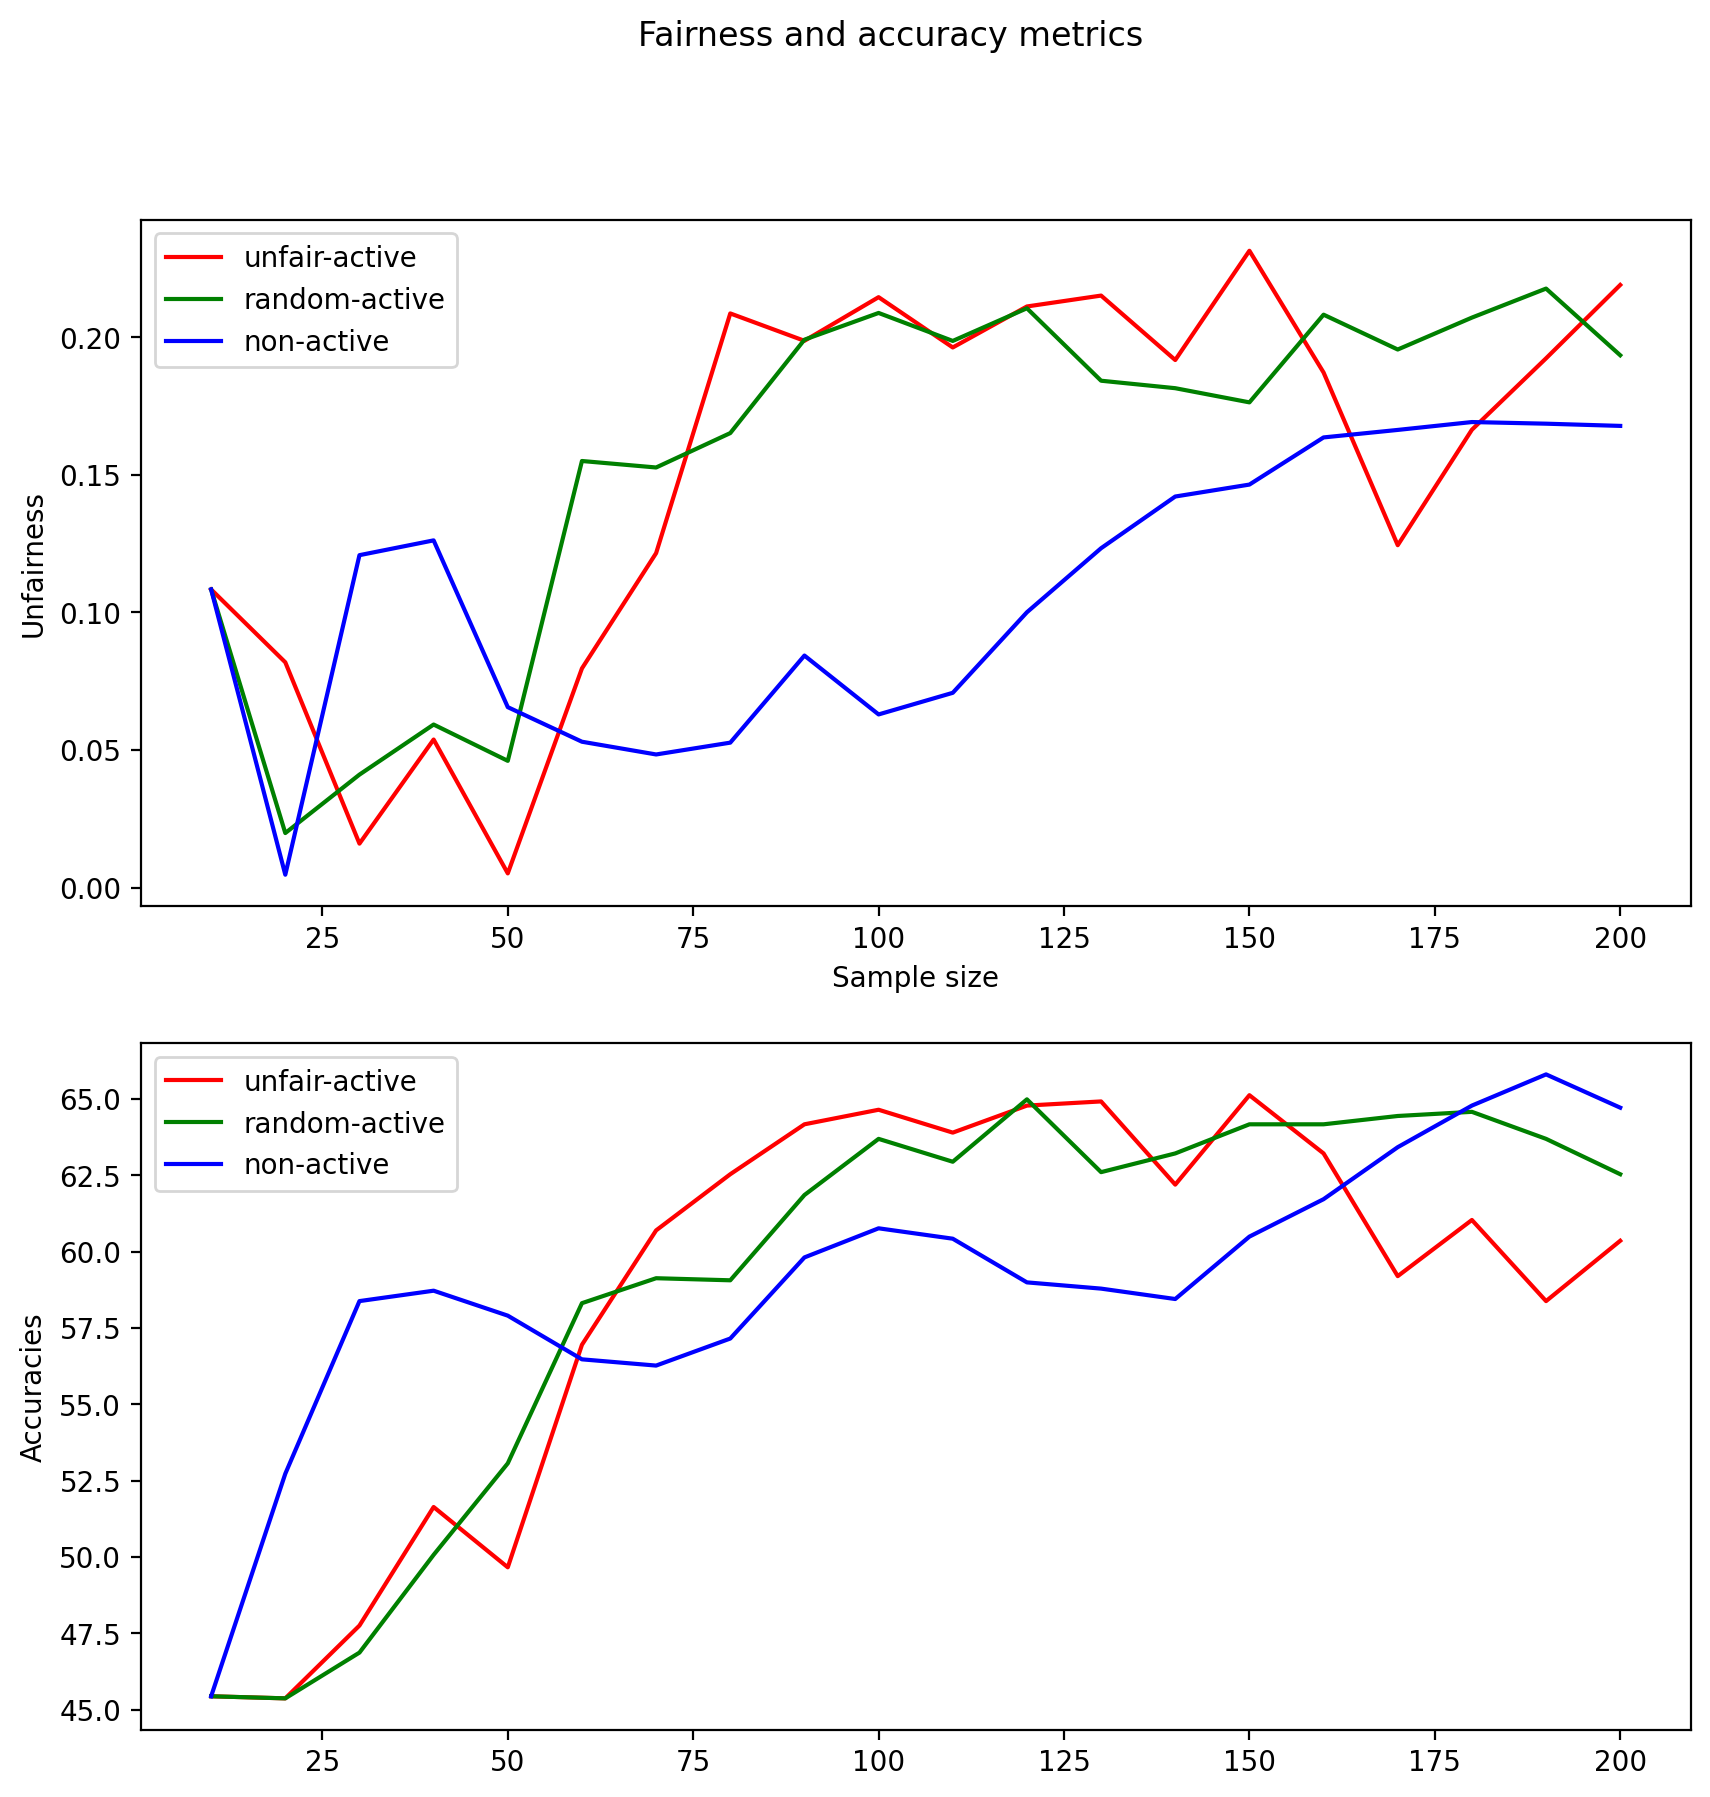 Fairness and accuracy metrics
unfair-active
random-active
non-active
0.20
0.15
0.10
0.05
0.00
Unfairness
25 50 75 100 125 150 175 200
Sample size
unfair-active
random-active
non-active
65.0
62.5
60.0
57.5
55.0
52.5
50.0
47.5
45.0
Accuracies
25 50 75 100 125 150 175 200